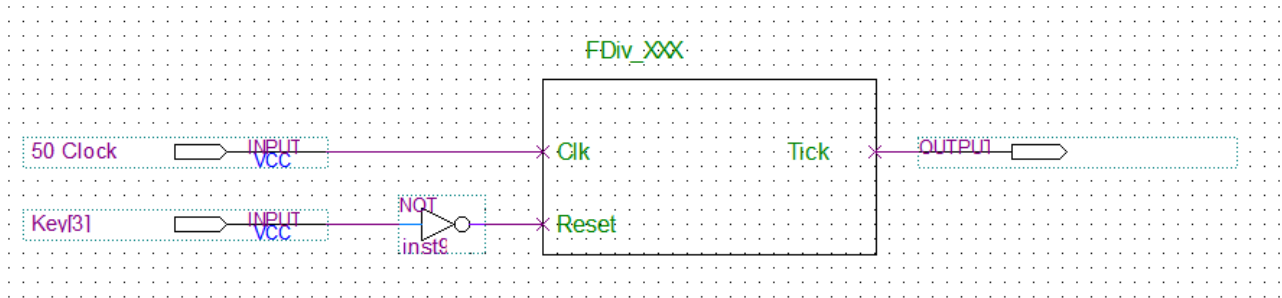 FDiv_XXX
50 Clock INPUT VCC Clk Tick OUTPUT
Key[3] INPUT VCC NOT inst9 Reset